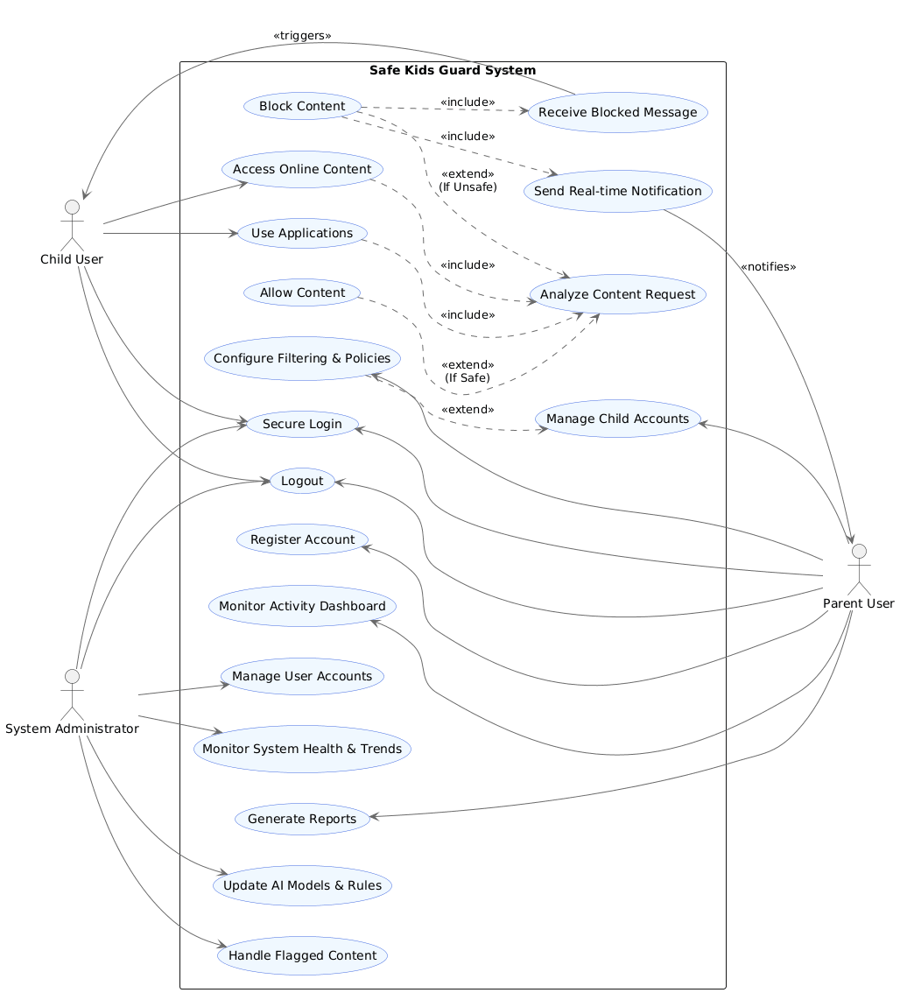 «triggers»
Safe Kids Guard System
Block Content
«include»
Receive Blocked Message
«include»
Access Online Content
«extend»
(If Unsafe)
Send Real-time Notification
Child User
Use Applications
«include»
«notifies»
Allow Content
Analyze Content Request
«include»
Configure Filtering & Policies
«extend»
(If Safe)
«extend»
Manage Child Accounts
Secure Login
Logout
Register Account
Monitor Activity Dashboard
Parent User
Manage User Accounts
System Administrator
Monitor System Health & Trends
Generate Reports
Update AI Models & Rules
Handle Flagged Content